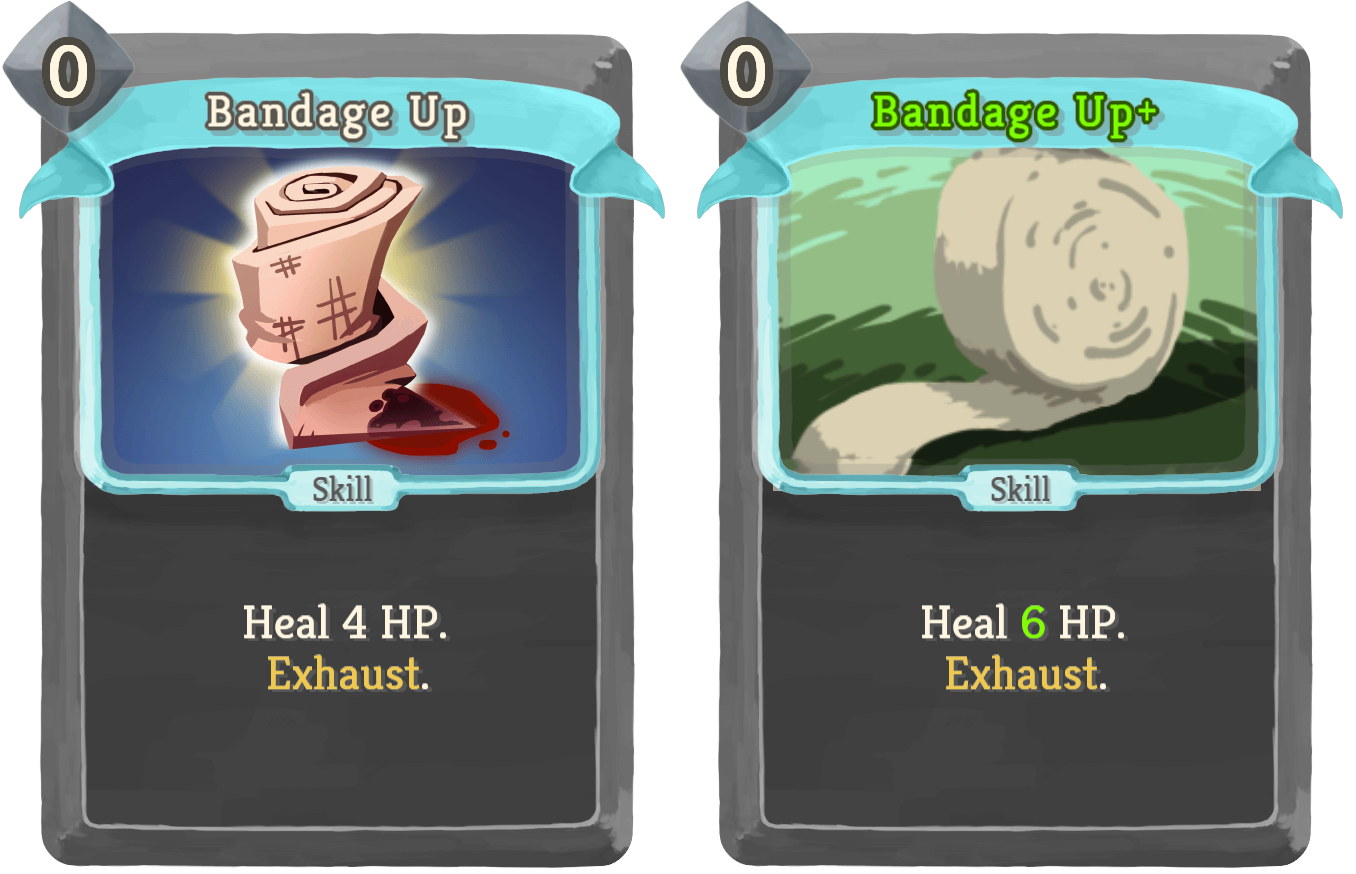 0
Bandage Up
Skill
Heal 4 HP.
Exhaust.
0
Bandage Up+
Skill
Heal 6 HP.
Exhaust.